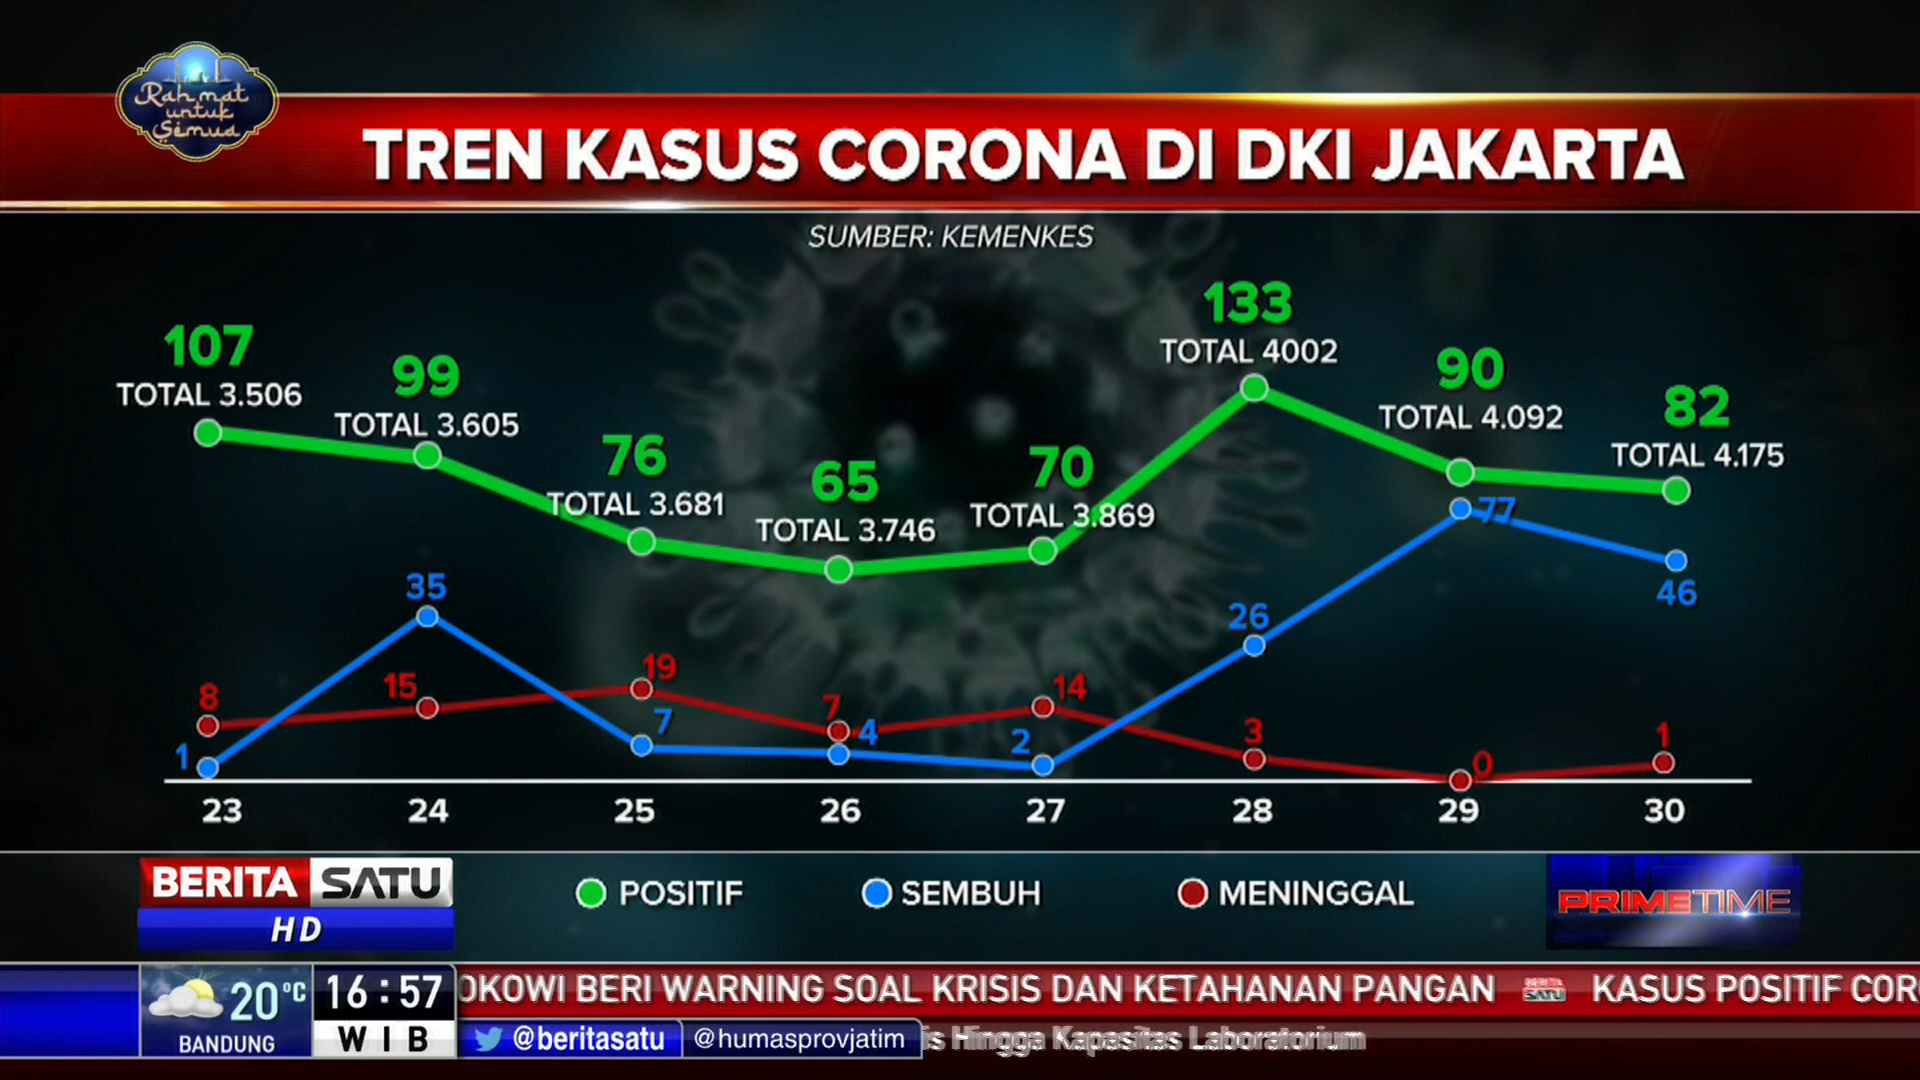 Rahmat
untuk
Semua
TREN KASUS CORONA DI DKI JAKARTA
SUMBER: KEMENKES
107
TOTAL 3.506
99
TOTAL 3.605
76
TOTAL 3.681
65
TOTAL 3.746
70
TOTAL 3.869
133
TOTAL 4002
90
TOTAL 4.092
82
TOTAL 4.175
1 35 7 4 2 26 77 46
8 15 19 7 14 3 0 1
23 24 25 26 27 28 29 30
BERITA SATU
HD
POSITIF SEMBUH MENINGGAL
PRIMETIME
20°C
BANDUNG
16:57
WIB
OKOWI BERI WARNING SOAL KRISIS DAN KETAHANAN PANGAN BERITA SATU KASUS POSITIF COR
@beritasatu @humasprovjatim is Hingga Kapasitas Laboratorium